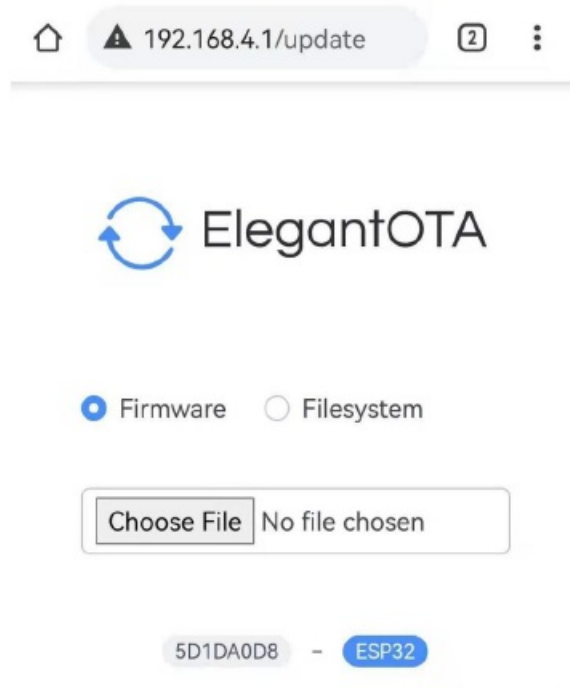 192.168.4.1/update 2
ElegantOTA
Firmware Filesystem
Choose File No file chosen
5D1DA0D8 - ESP32